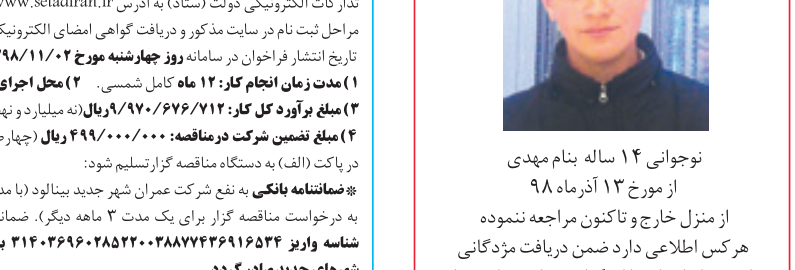 نوجوانی ۱۴ ساله بنام مهدی
از مورخ ۱۳ آذرماه ۹۸
از منزل خارج و تاکنون مراجعه ننموده
هرکس اطلاعی دارد ضمن دریافت مژدگانی
تدارکات الکترونیکی دولت (ستاد) به آدرس www.setadiran.ir
مراحل ثبت نام در سایت مذکور و دریافت گواهی امضای
تاریخ انتشار فراخوان در سامانه روز چهارشنبه مورخ ۹۸/۱۱/۰۲
۱) مدت زمان انجام کار: ۱۲ ماه کامل شمسی. ۲) محل اجرای
۳) مبلغ برآورد کل کار: ۹/۹۷۰/۶۷۶/۷۱۲ ریال (نه میلیارد و
۴) مبلغ تضمین شرکت درمناقصه: ۴۹۹/۰۰۰/۰۰۰ ریال
در پاکت (الف) به دستگاه مناقصه گزار تسلیم شود:
*ضمانتنامه بانکی به نفع شرکت عمران شهر جدید بینالود (با
به درخواست مناقصه گزار برای یک مدت ۳ ماهه دیگر).
شناسه واریز ۳۱۴۰۳۶۹۶۰۲۸۵۲۲۰۰۳۸۸۷۷۴۳۶۹۱۶۵۳۴
شهرهای جدید صادر گردد